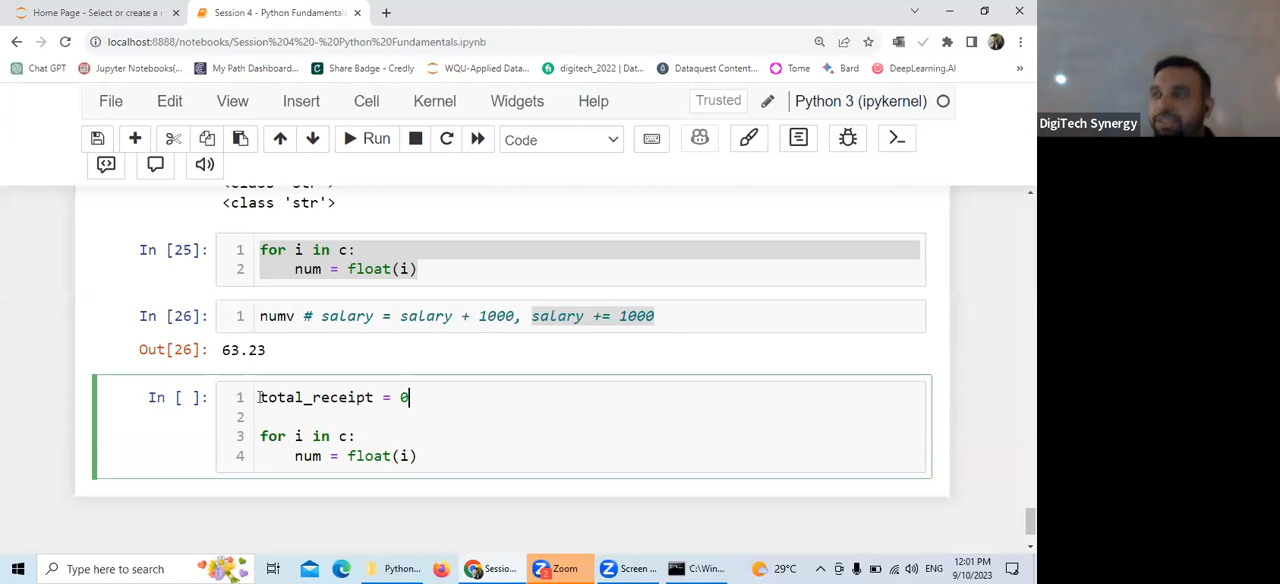 Home Page - Select or create a n
Session 4 - Python Fundamentals
localhost:8888/notebooks/Session%204%20-%20Python%20Fundamentals.ipynb
Chat GPT
Jupyter Notebooks(...
My Path Dashboard...
Share Badge - Credly
WQU-Applied Data...
digitech_2022 | Dat...
Dataquest Content...
Tome
Bard
DeepLearning.AI
»
DigiTech Synergy
File Edit View Insert Cell Kernel Widgets Help Trusted Python 3 (ipykernel)
Run Code
<class 'str'>
<class 'str'>
In [25]:
1 for i in c:
2 num = float(i)
In [26]:
1 numv # salary = salary + 1000, salary += 1000
Out[26]: 63.23
In [ ]:
1 total_receipt = 0
2
3 for i in c:
4 num = float(i)
Type here to search
Python...
Sessio...
Zoom
Screen ...
C:\Win...
29°C
ENG
12:01 PM
9/10/2023